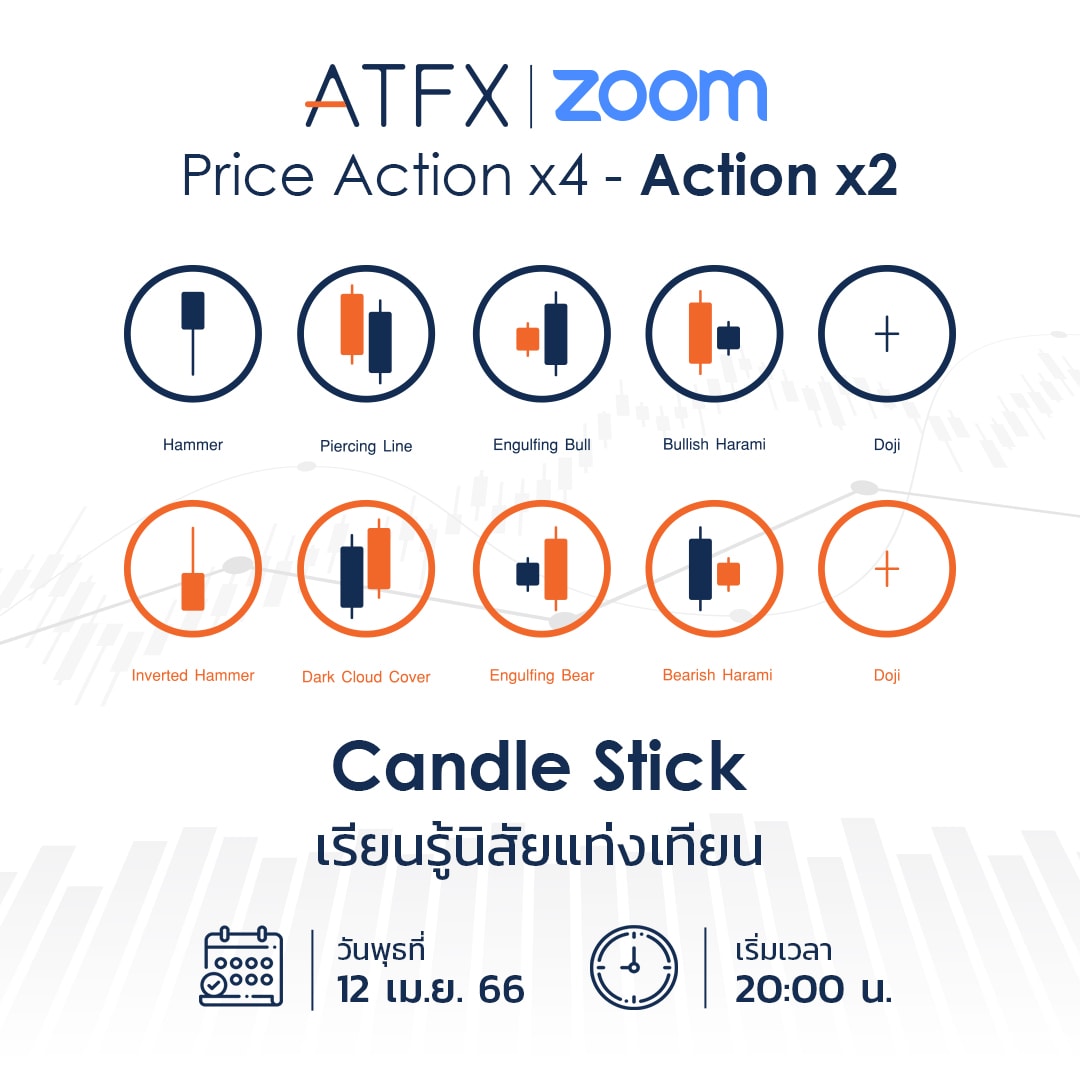 ATFX | zoom
Price Action x4 - Action x2
Hammer
Piercing Line
Engulfing Bull
Bullish Harami
Doji
Inverted Hammer
Dark Cloud Cover
Engulfing Bear
Bearish Harami
Doji
Candle Stick
เรียนรู้นิสัยแท่งเทียน
วันพุธที่
12 เม.ย. 66
เริ่มเวลา
20:00 น.